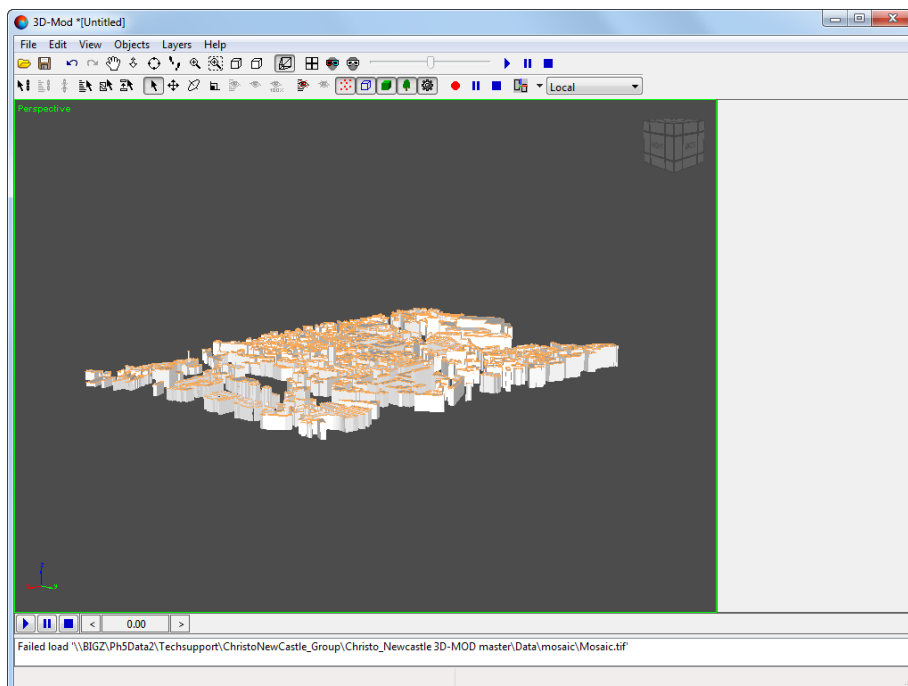 3D-Mod *[Untitled]
File Edit View Objects Layers Help
Local
Perspective
z
y
< 0.00 >
Failed load '\\BIGZ\Ph5Data2\Techsupport\ChristoNewCastle_Group\Christo_Newcastle 3D-MOD master\Data\mosaic\Mosaic.tif'